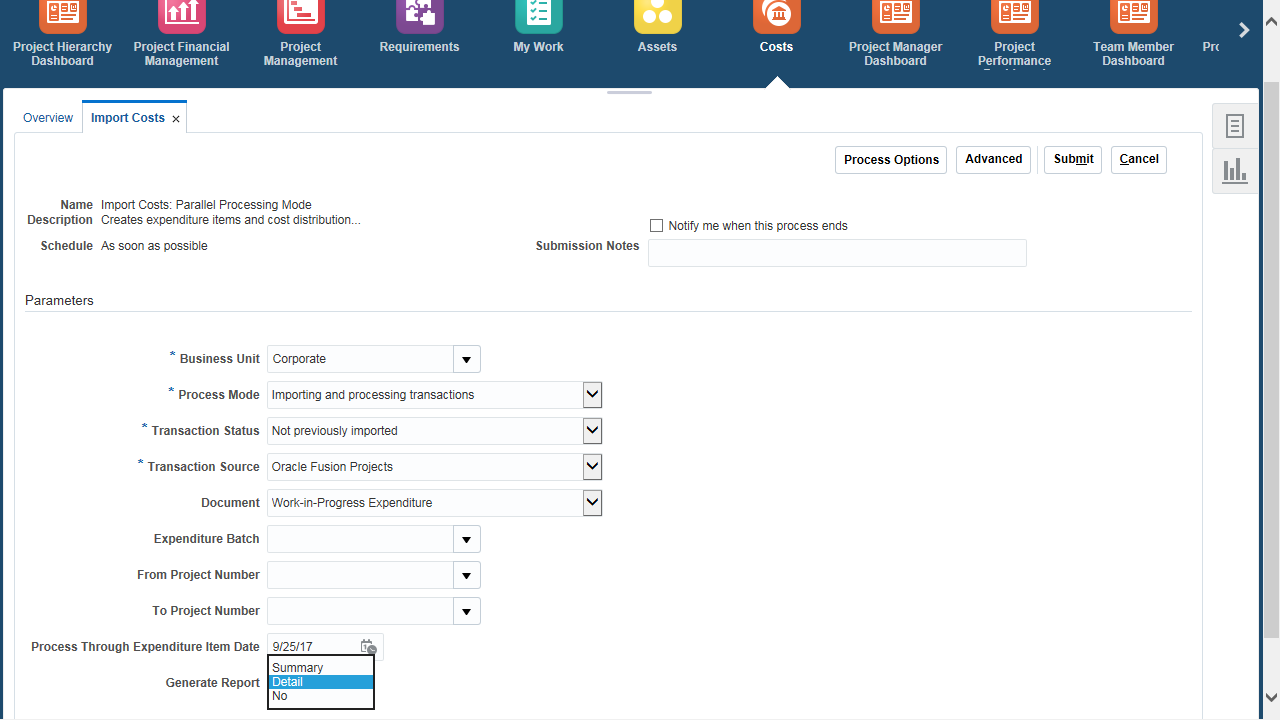 Project Hierarchy Dashboard
Project Financial Management
Project Management
Requirements
My Work
Assets
Costs
Project Manager Dashboard
Project Performance
Team Member Dashboard
Overview
Import Costs
Process Options
Advanced
Submit
Cancel
Name Import Costs: Parallel Processing Mode
Description Creates expenditure items and cost distribution...
Notify me when this process ends
Schedule As soon as possible
Submission Notes
Parameters
* Business Unit Corporate
* Process Mode Importing and processing transactions
* Transaction Status Not previously imported
* Transaction Source Oracle Fusion Projects
Document Work-in-Progress Expenditure
Expenditure Batch
From Project Number
To Project Number
Process Through Expenditure Item Date 9/25/17
Generate Report
Summary
Detail
No